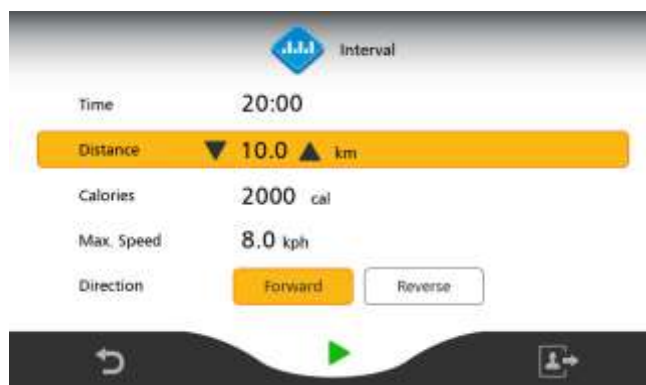 Interval
Time 20:00
Distance 10.0 km
Calories 2000 cal
Max. Speed 8.0 kph
Direction Forward Reverse